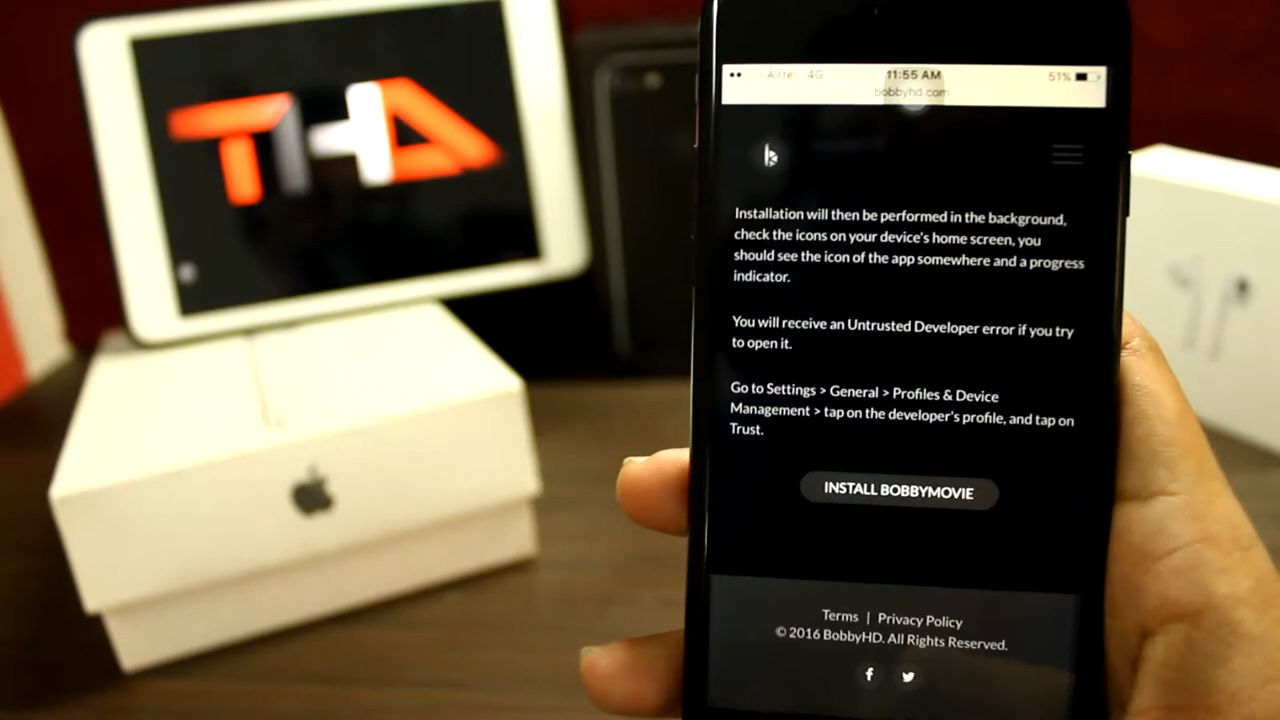 THA
Airtel 4G 11:55 AM 51%
bobbyhd.com
Installation will then be performed in the background,
check the icons on your device's home screen, you
should see the icon of the app somewhere and a progress
indicator.
You will receive an Untrusted Developer error if you try
to open it.
Go to Settings > General > Profiles & Device
Management > tap on the developer's profile, and tap on
Trust.
INSTALL BOBBYMOVIE
Terms | Privacy Policy
© 2016 BobbyHD. All Rights Reserved.